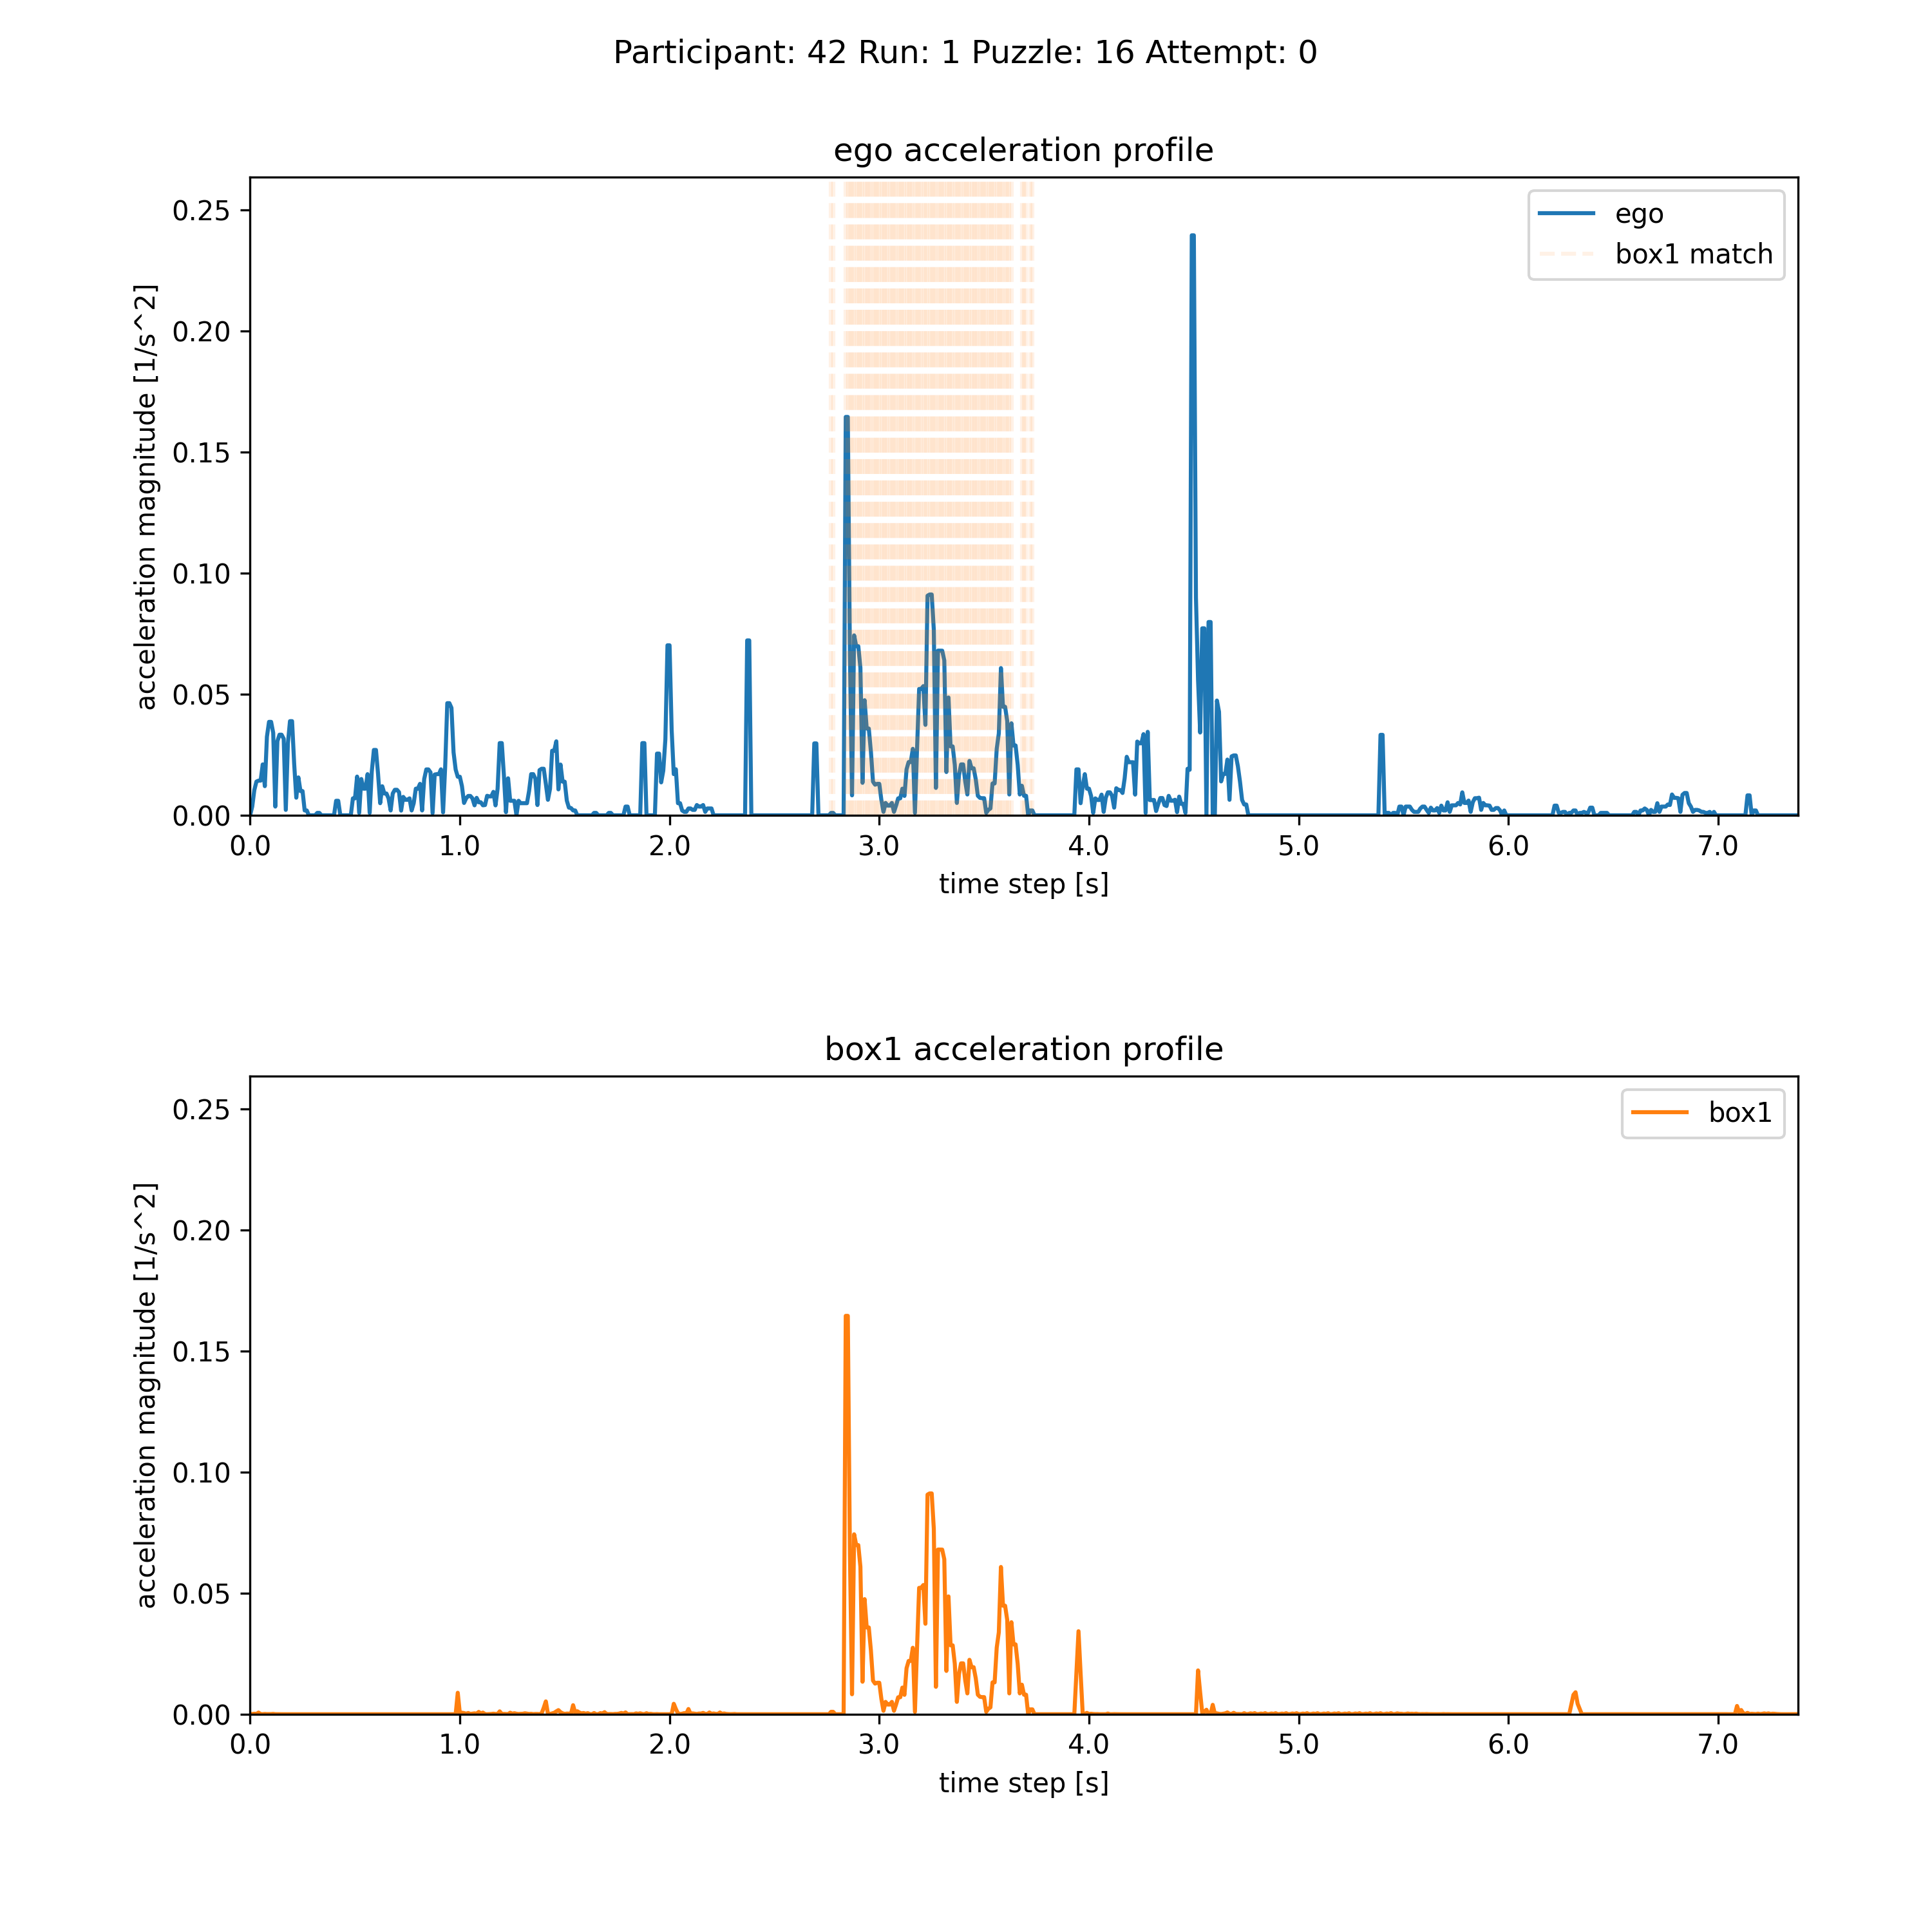 Participant: 42 Run: 1 Puzzle: 16 Attempt: 0
ego acceleration profile
acceleration magnitude [1/s^2]
0.25
0.20
0.15
0.10
0.05
0.00
ego
box1 match
0.0 1.0 2.0 3.0 4.0 5.0 6.0 7.0
time step [s]
box1 acceleration profile
acceleration magnitude [1/s^2]
0.25
0.20
0.15
0.10
0.05
0.00
box1
0.0 1.0 2.0 3.0 4.0 5.0 6.0 7.0
time step [s]